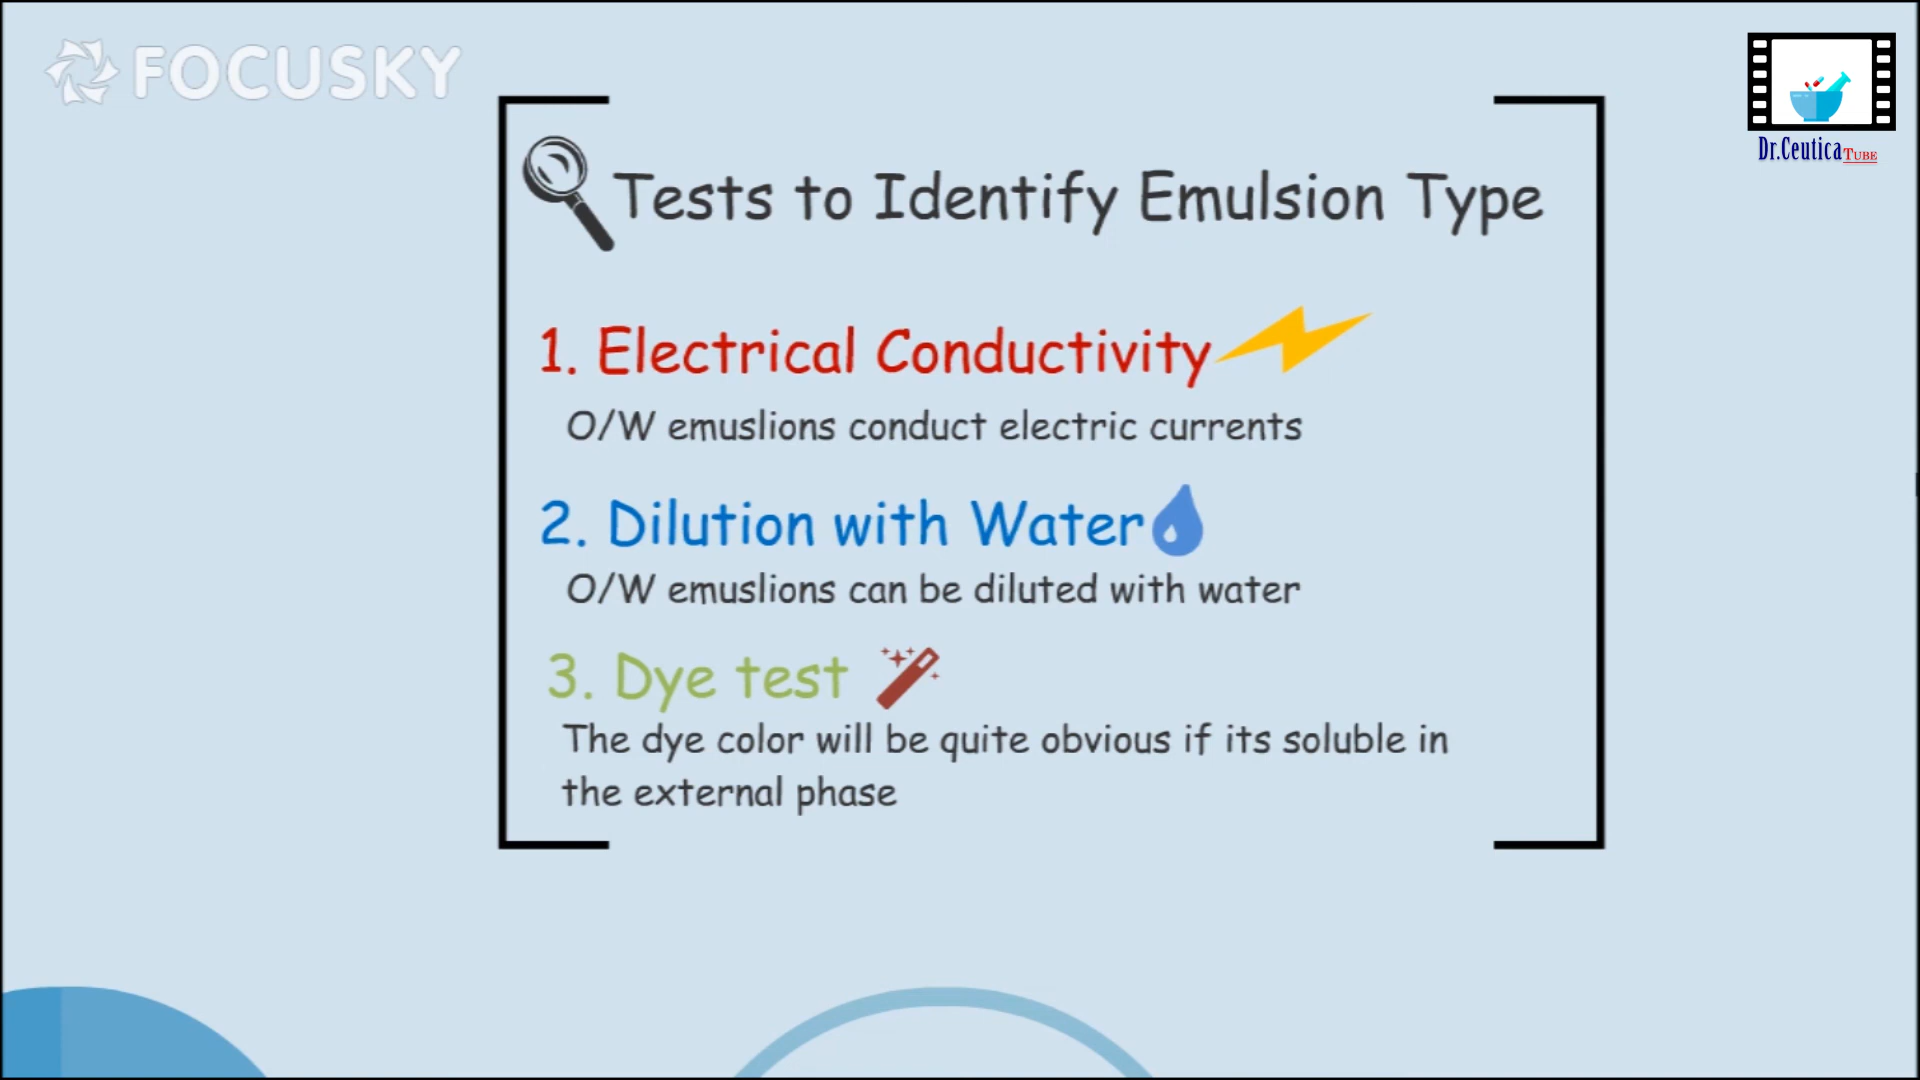 FOCUSKY
Dr.Ceutica TUBE
Tests to Identify Emulsion Type
1. Electrical Conductivity
O/W emuslions conduct electric currents
2. Dilution with Water
O/W emuslions can be diluted with water
3. Dye test
The dye color will be quite obvious if its soluble in
the external phase